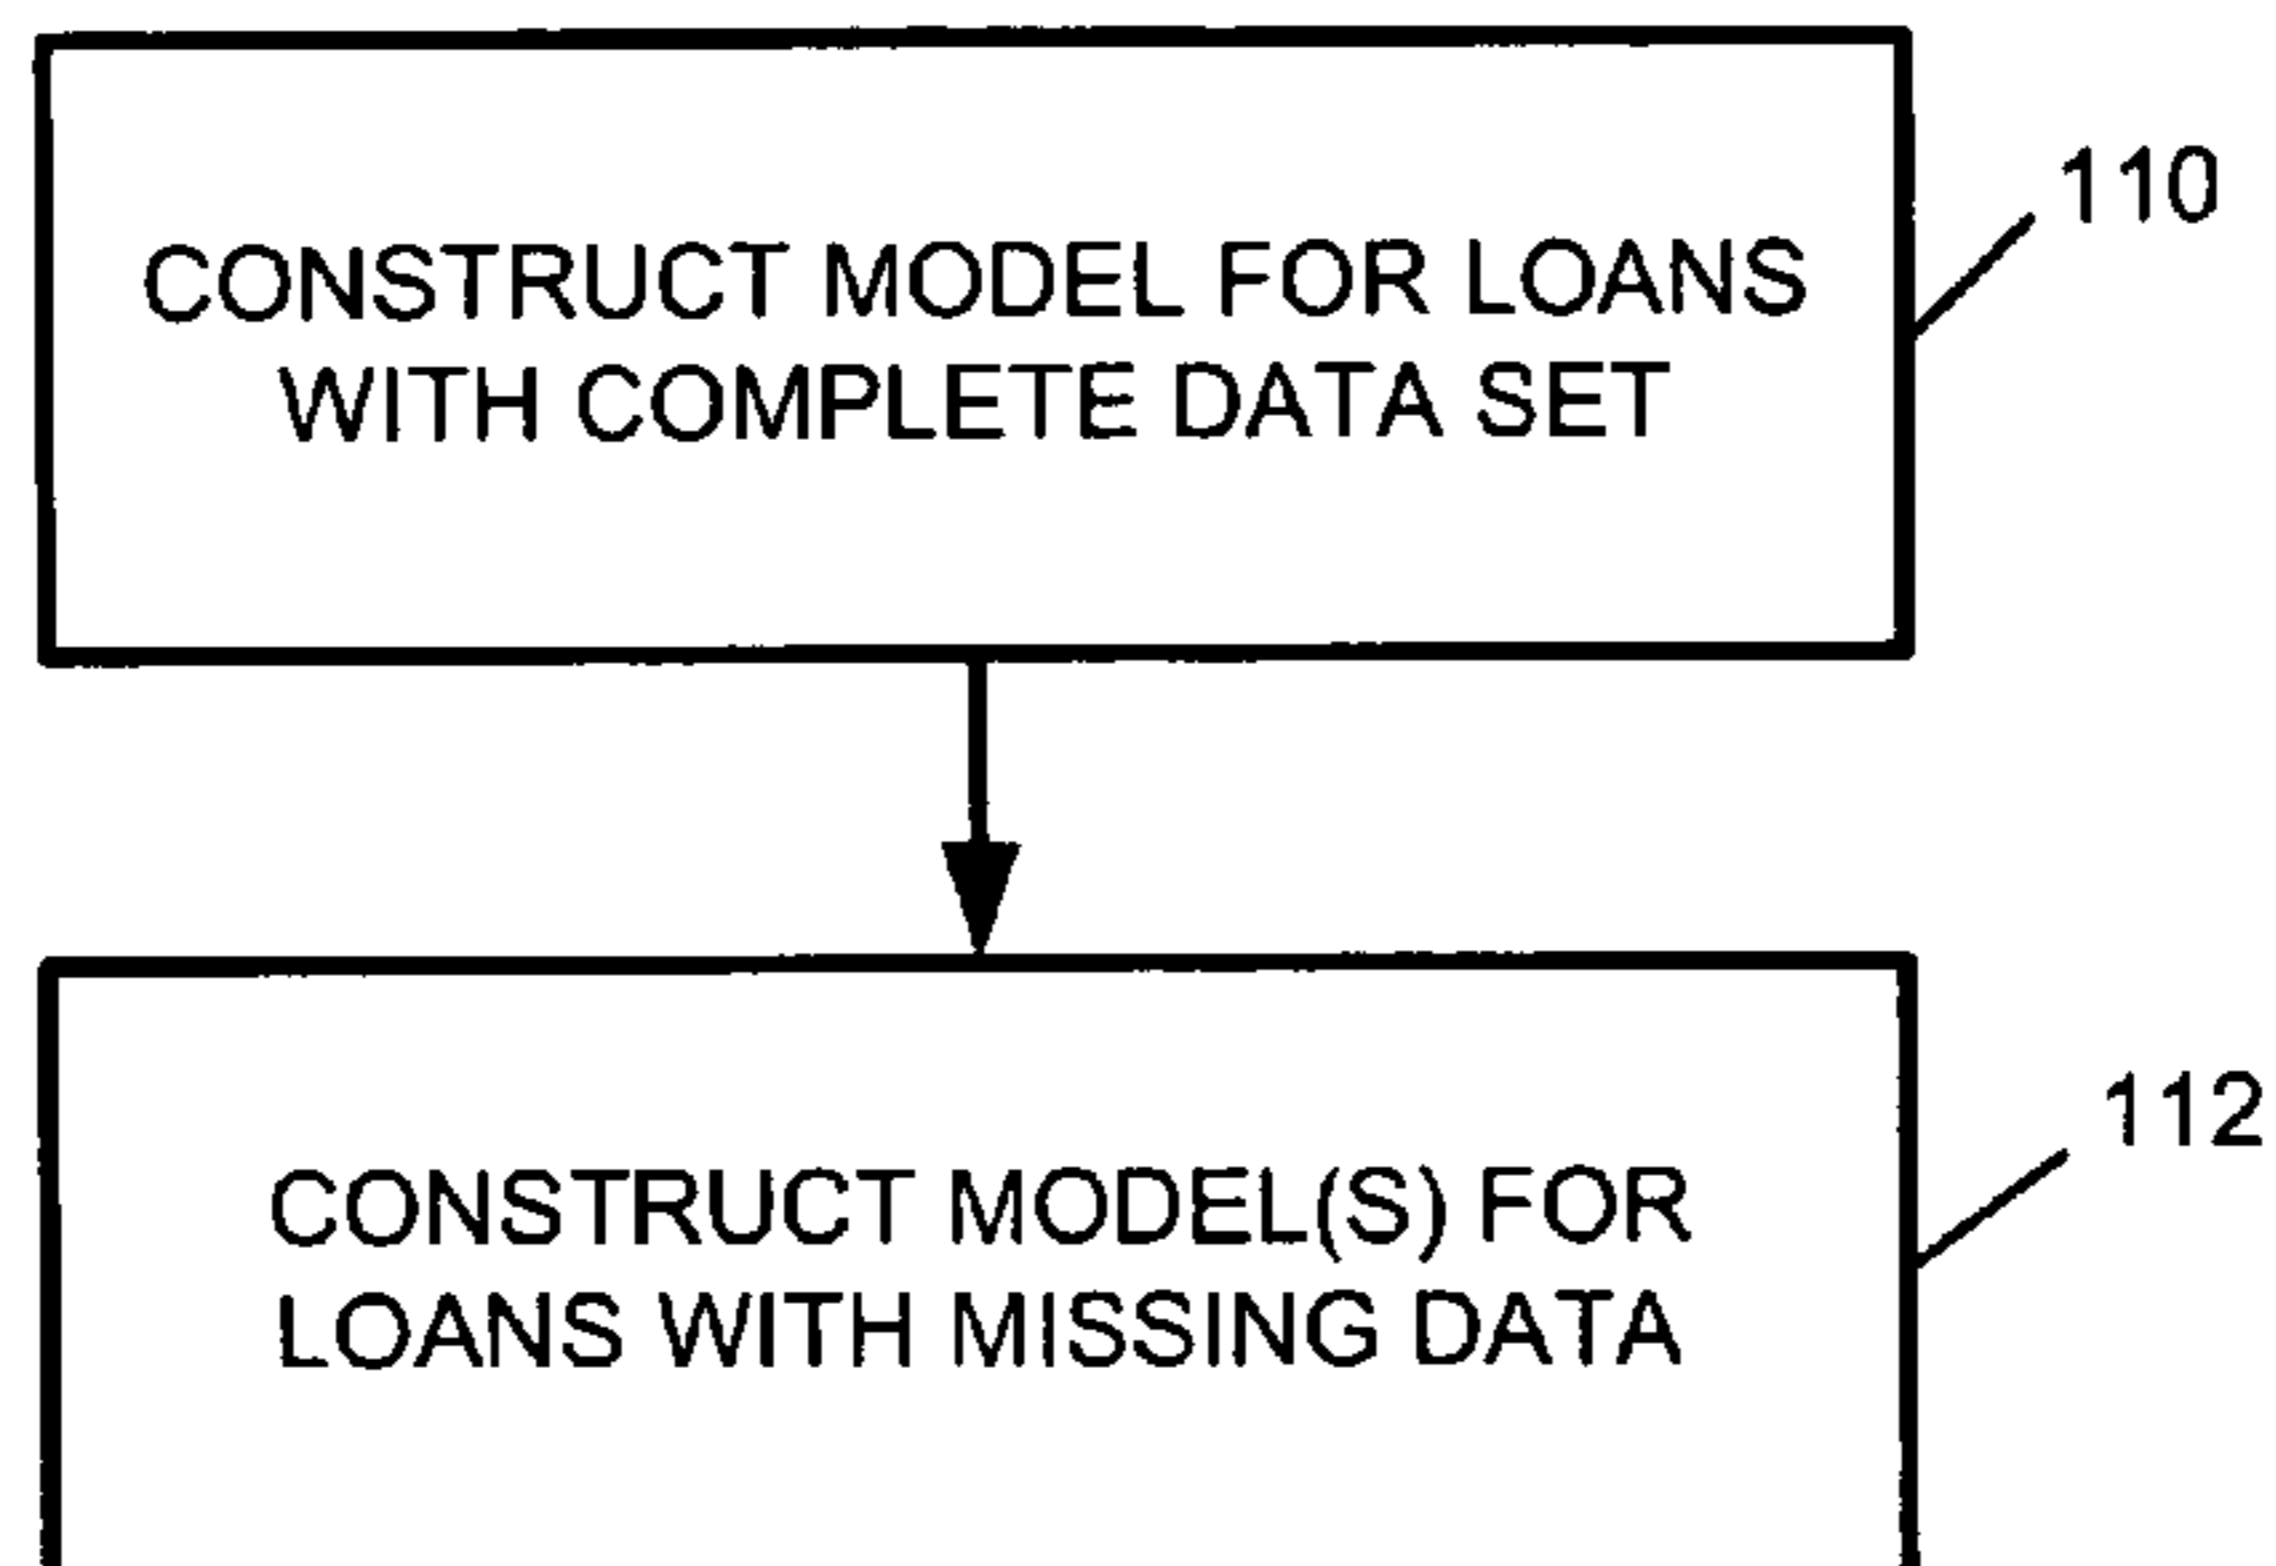 110
CONSTRUCT MODEL FOR LOANS
WITH COMPLETE DATA SET
112
CONSTRUCT MODEL(S) FOR
LOANS WITH MISSING DATA